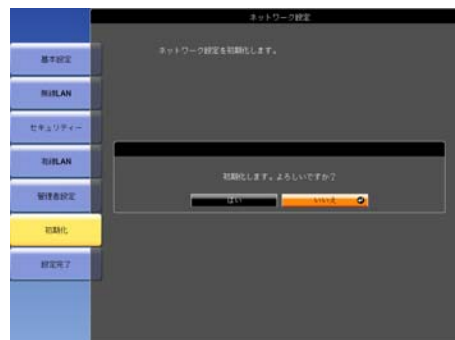 ネットワーク設定
ネットワーク設定を初期化します。
基本設定
無線LAN
セキュリティー
有線LAN
管理者設定
初期化
設定完了
初期化します。よろしいですか？
はい
いいえ